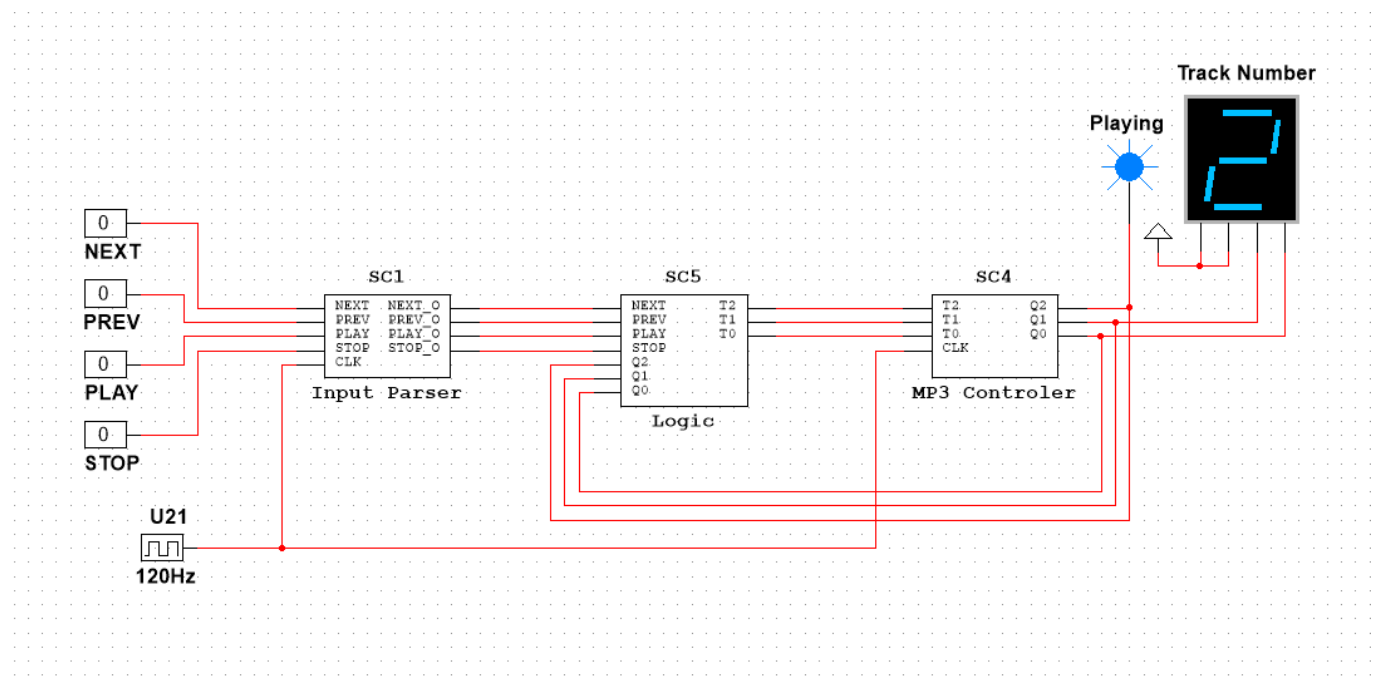 Track Number
Playing
2
0
NEXT
0
PREV
0
PLAY
0
STOP
U21
120Hz
SC1
NEXT NEXT_O
PREV PREV_O
PLAY PLAY_O
STOP STOP_O
CLK
Input Parser
SC5
NEXT T2
PREV T1
PLAY T0
STOP
Q2
Q1
Q0
Logic
SC4
T2 Q2
T1 Q1
T0 Q0
CLK
MP3 Controler